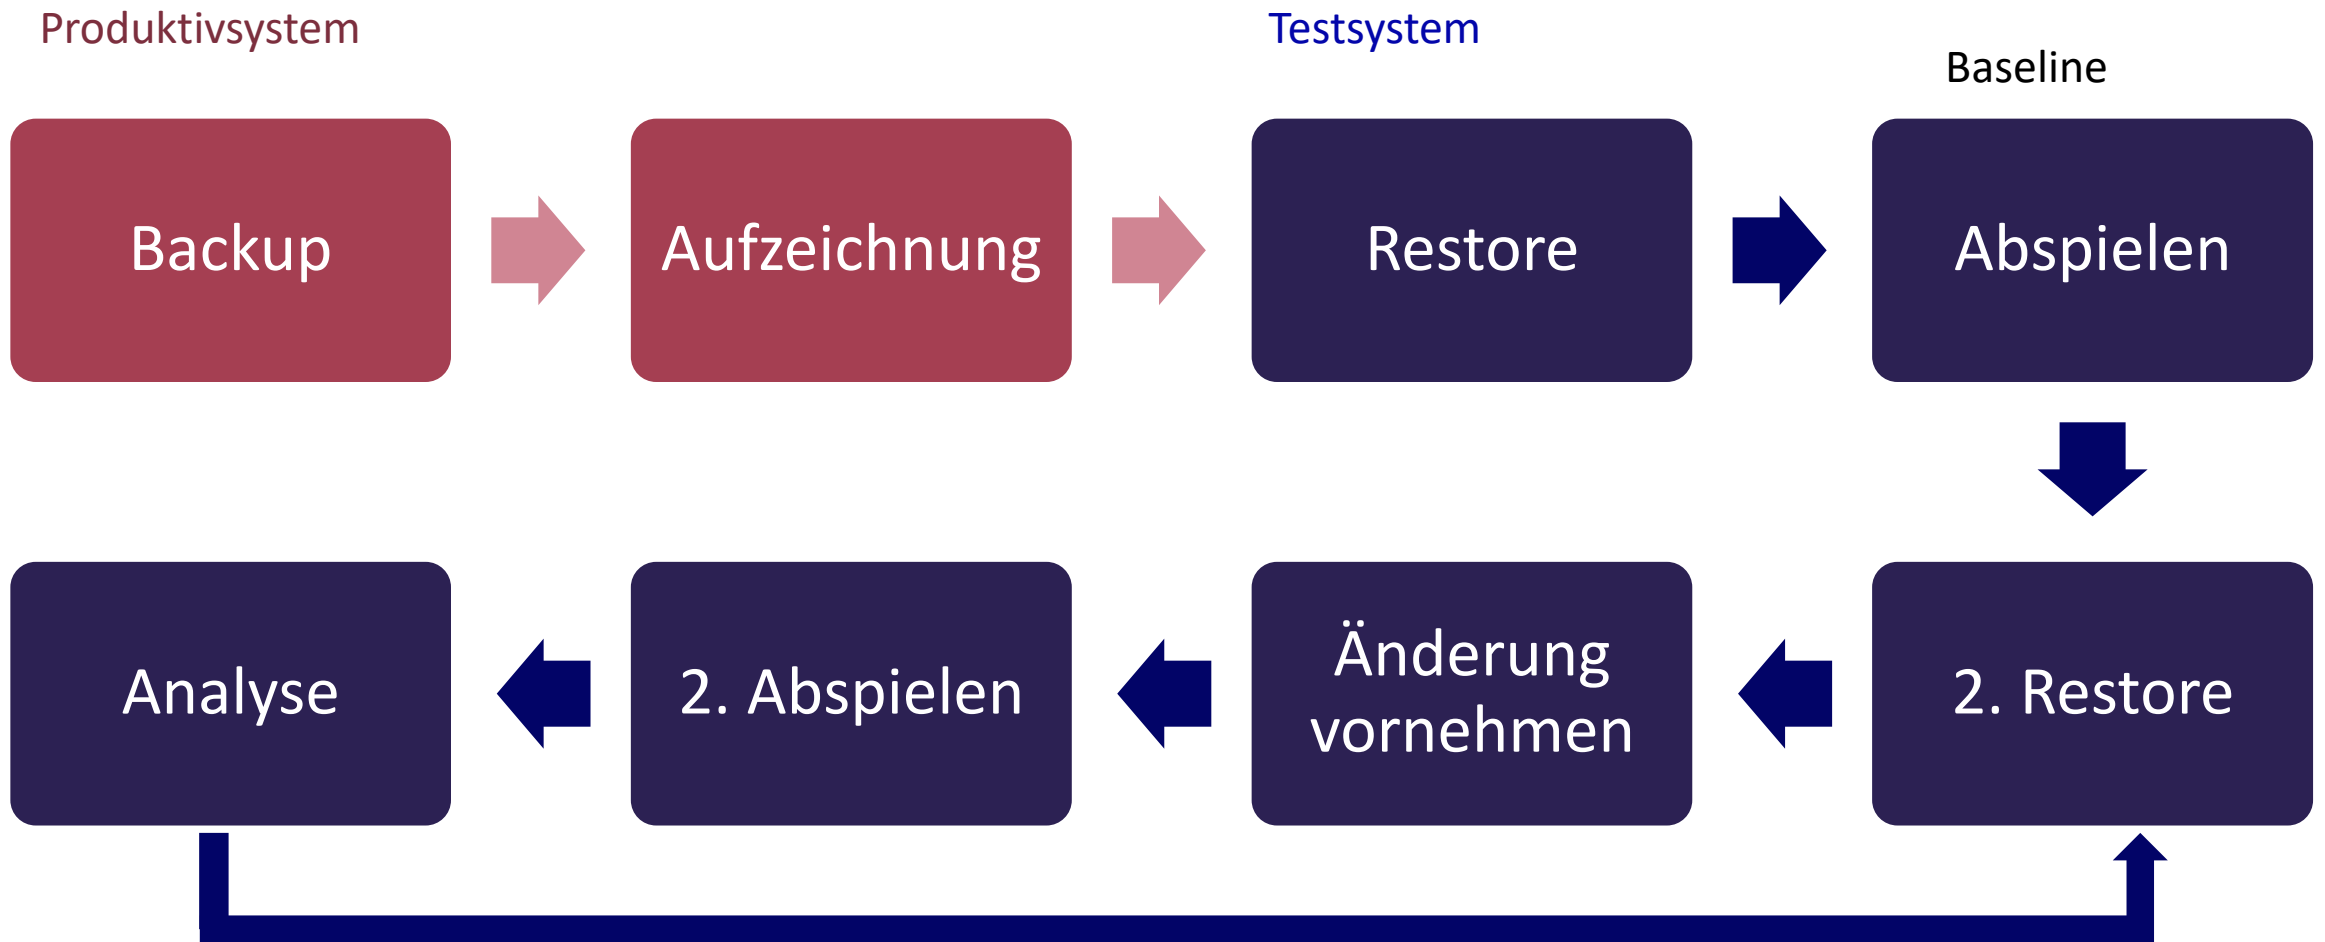 Produktivsystem
Testsystem
Baseline
Backup
Aufzeichnung
Restore
Abspielen
Analyse
2. Abspielen
Änderung
vornehmen
2. Restore